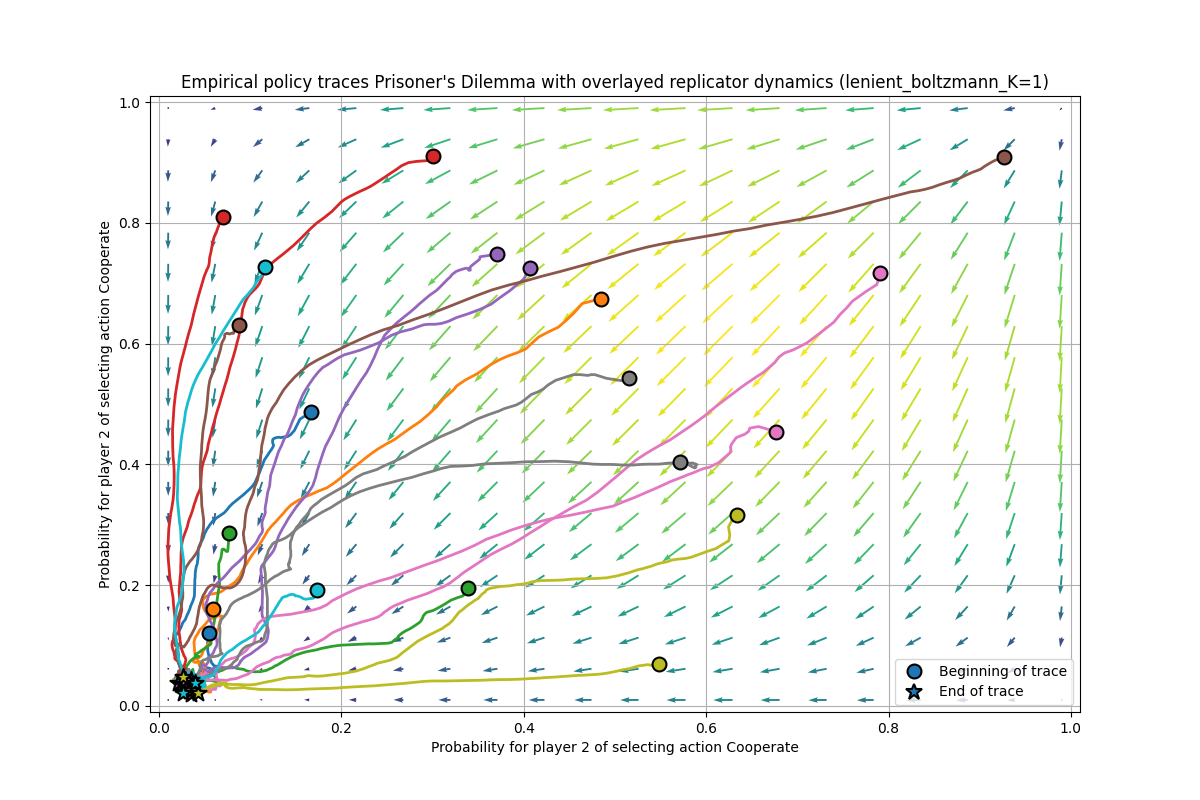 Empirical policy traces Prisoner's Dilemma with overlayed replicator dynamics (lenient_boltzmann_K=1)
Probability for player 2 of selecting action Cooperate
1.0
0.8
0.6
0.4
0.2
0.0
Beginning of trace
End of trace
0.0 0.2 0.4 0.6 0.8 1.0
Probability for player 2 of selecting action Cooperate